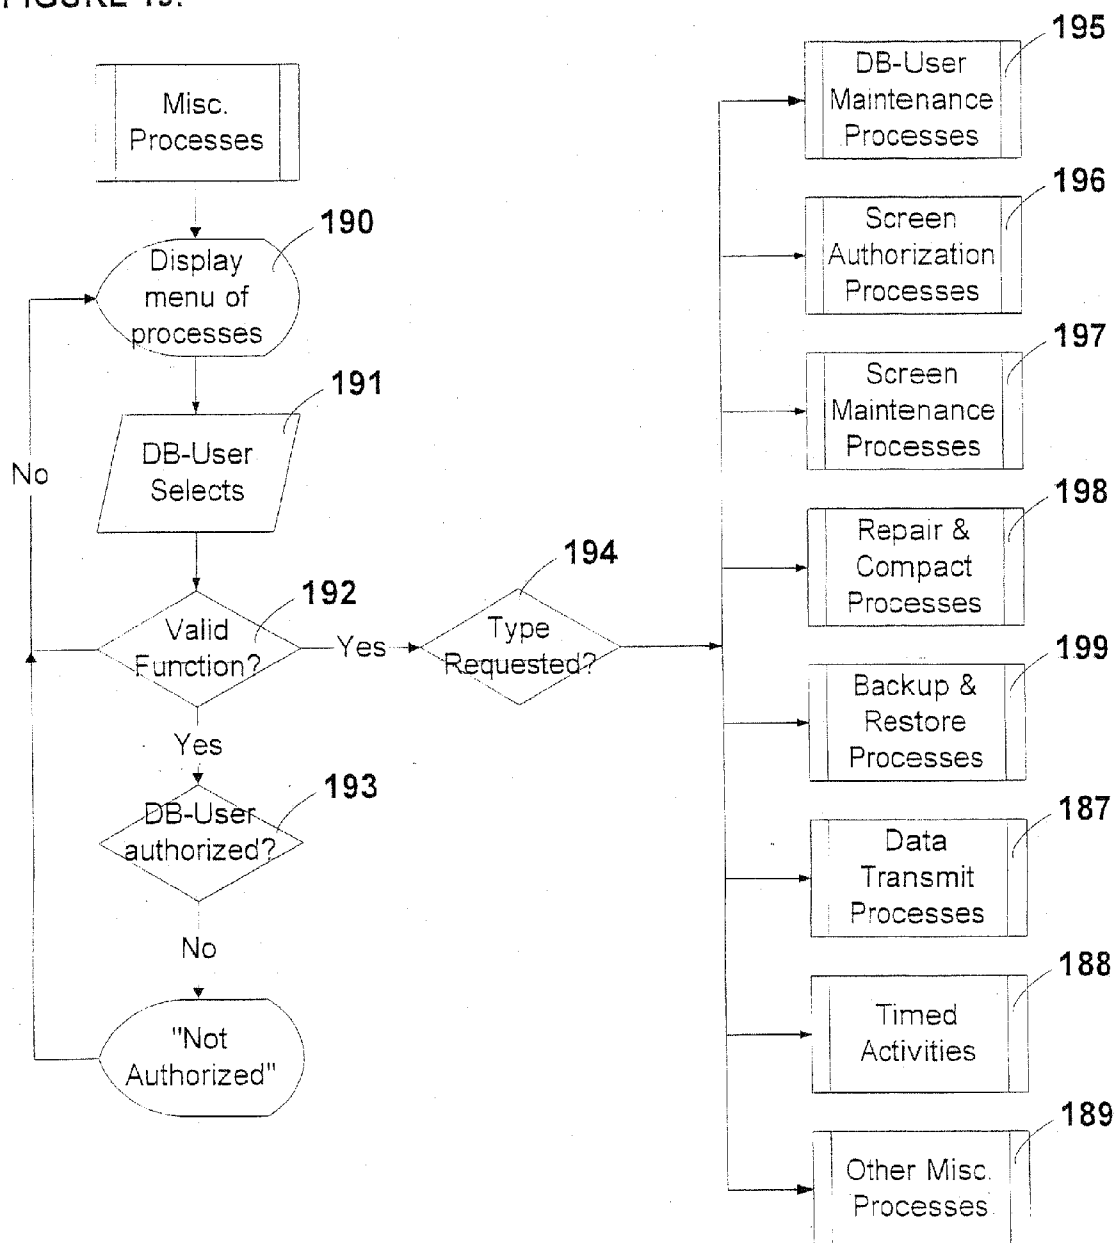 FIGURE 19.
Misc.
Processes
190
Display
menu of
processes
191
DB-User
Selects
No
192
Valid
Function?
Yes
194
Type
Requested?
Yes
193
DB-User
authorized?
No
"Not
Authorized"
195
DB-User
Maintenance
Processes
196
Screen
Authorization
Processes
197
Screen
Maintenance
Processes
198
Repair &
Compact
Processes
199
Backup &
Restore
Processes
187
Data
Transmit
Processes
188
Timed
Activities
189
Other Misc.
Processes